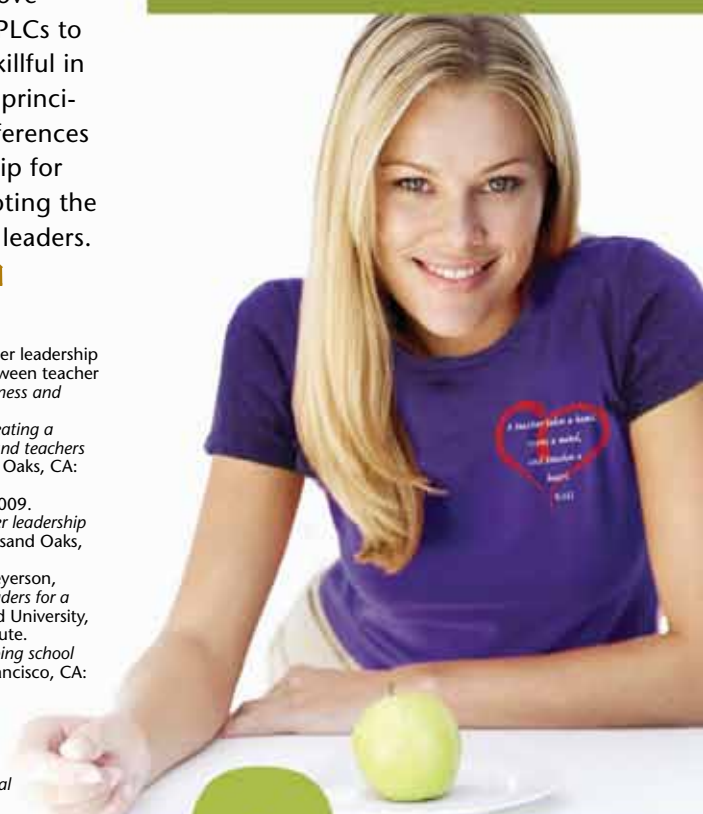 PLCs to
killful in
princi-
ferences
ip for
oting the
leaders.
er leadership
ween teacher
ness and
eating a
nd teachers
Oaks, CA:
009.
er leadership
sand Oaks,
eyerson,
ders for a
d University,
ute.
ing school
ancisco, CA:
al
A teacher takes a hand,
opens a mind,
and touches a
heart.